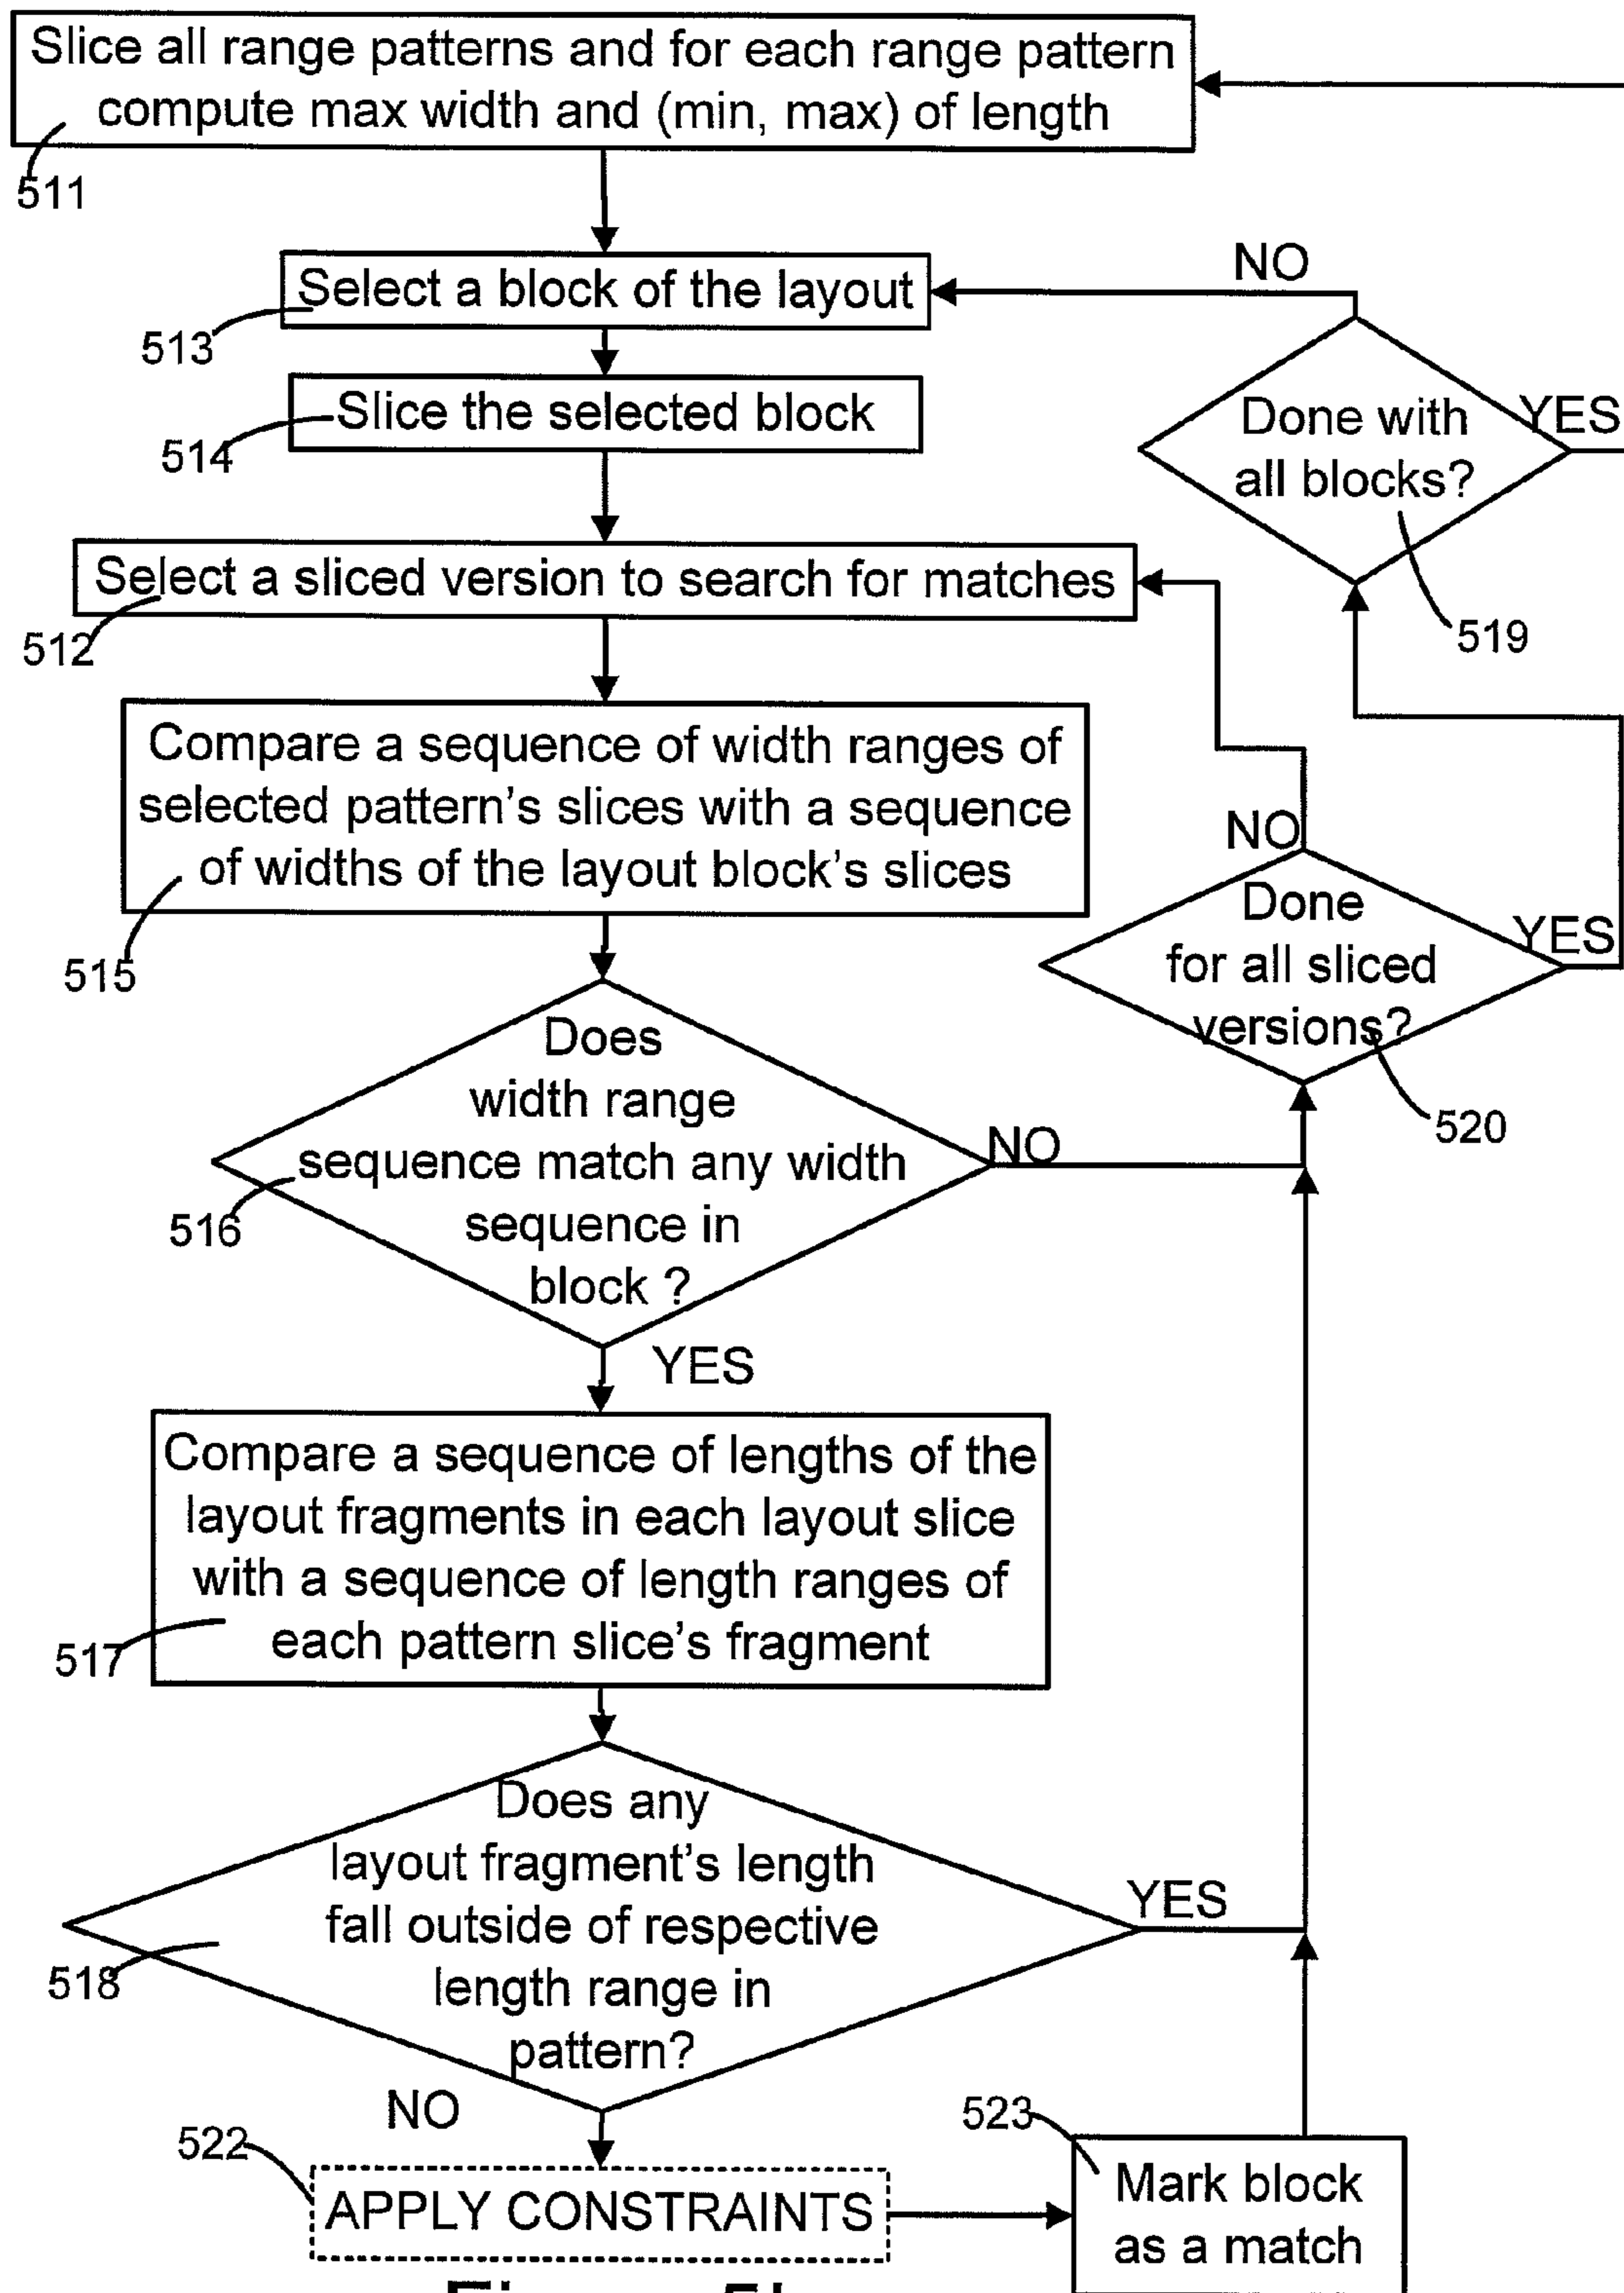 Slice all range patterns and for each range pattern
compute max width and (min, max) of length
511
NO
Select a block of the layout
513
Done with
all blocks?
YES
Slice the selected block
514
519
Select a sliced version to search for matches
512
Compare a sequence of width ranges of
selected pattern's slices with a sequence
of widths of the layout block's slices
515
NO
Done
for all sliced
versions?
YES
520
Does
width range
sequence match any width
sequence in
block ?
NO
516
YES
Compare a sequence of lengths of the
layout fragments in each layout slice
with a sequence of length ranges of
each pattern slice's fragment
517
Does any
layout fragment's length
fall outside of respective
length range in
pattern?
YES
518
NO
522
APPLY CONSTRAINTS
523
Mark block
as a match